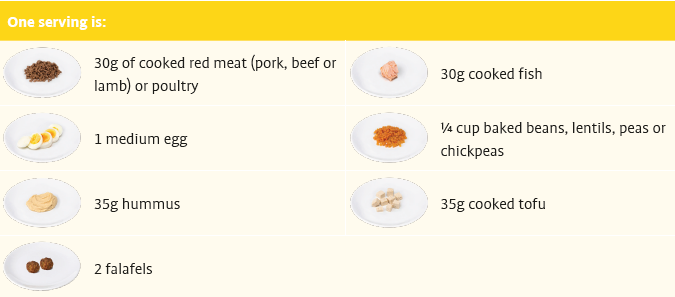 One serving is:
30g of cooked red meat (pork, beef or
lamb) or poultry
30g cooked fish
1 medium egg
¼ cup baked beans, lentils, peas or
chickpeas
35g hummus
35g cooked tofu
2 falafels